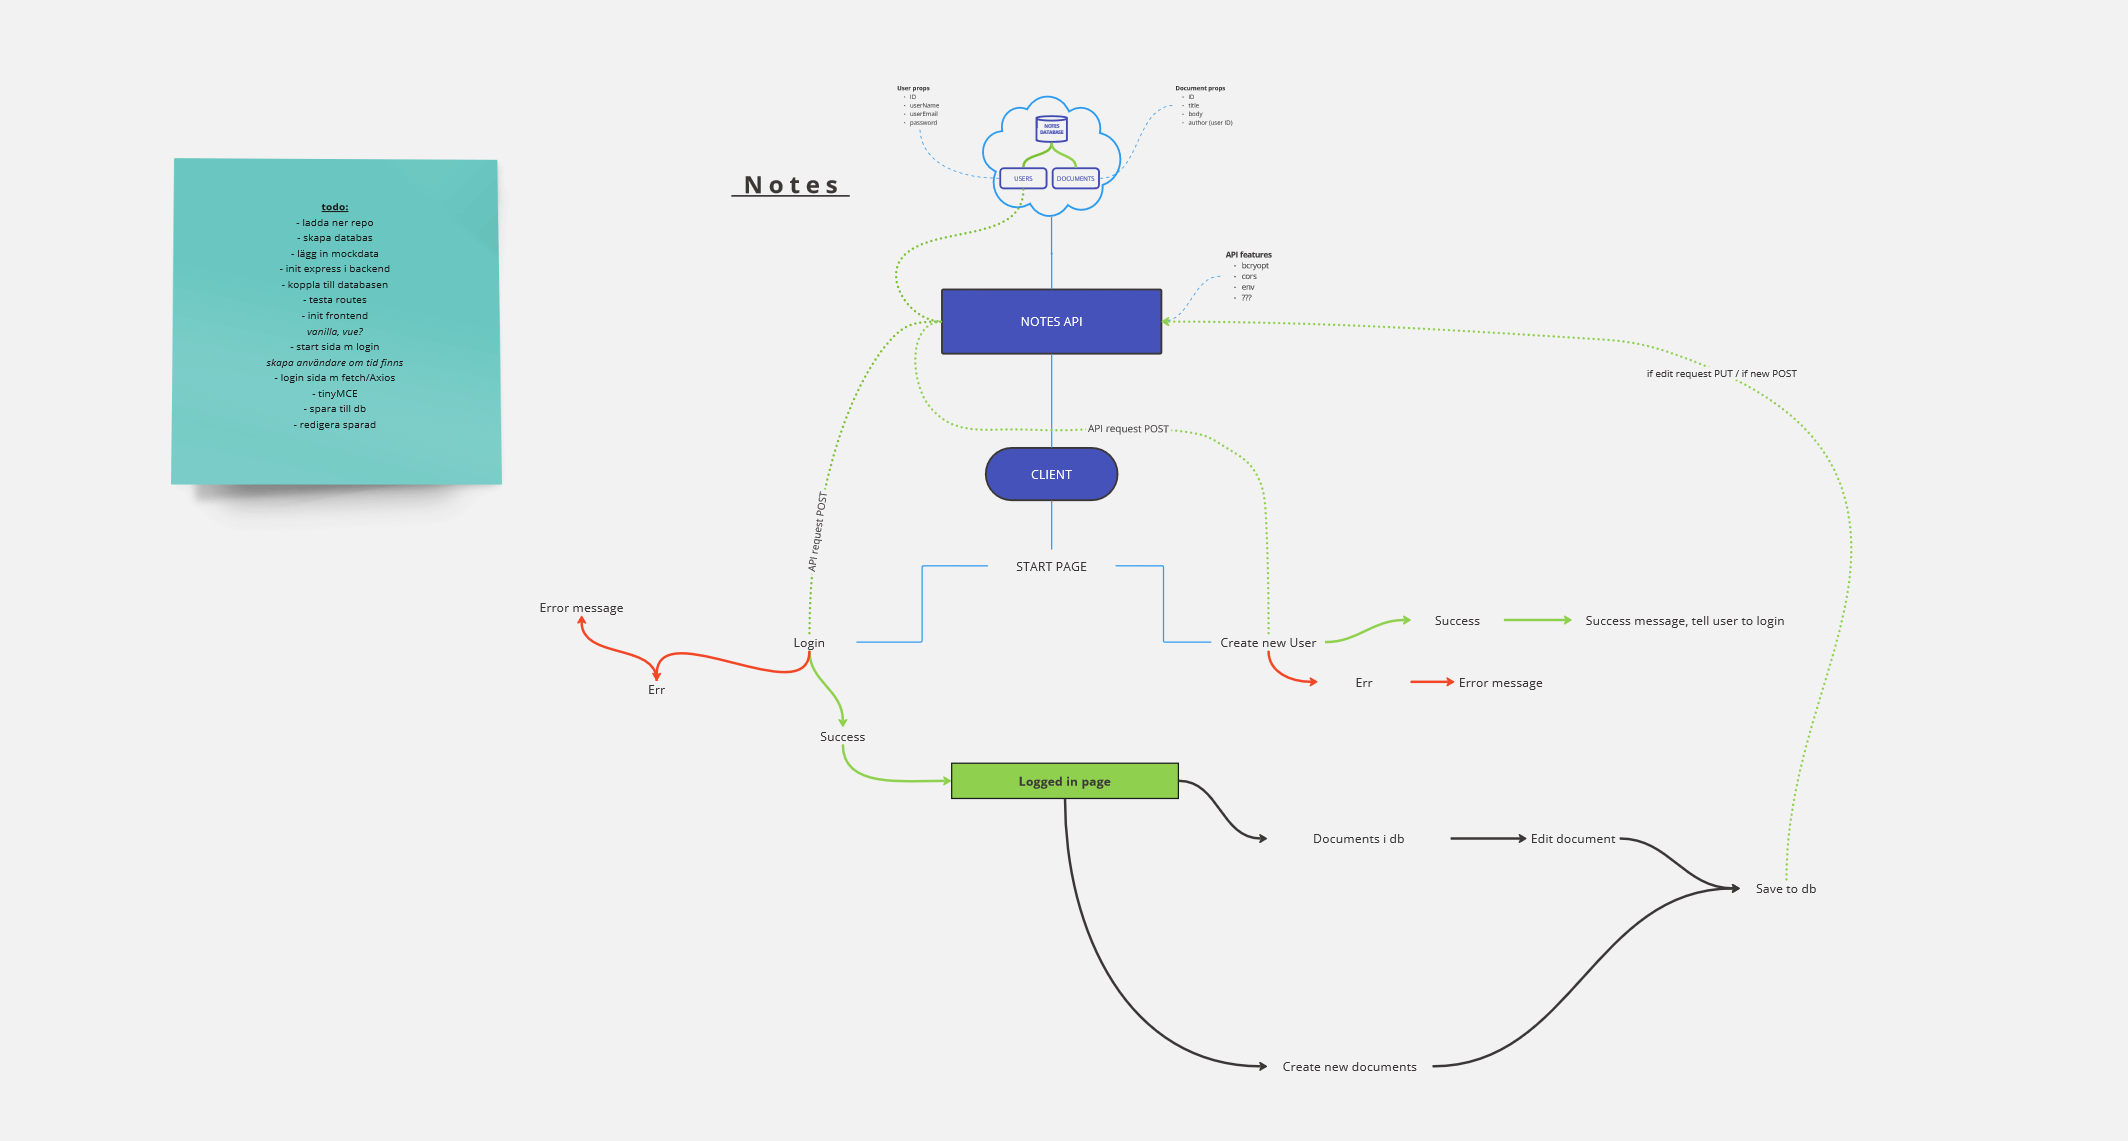 todo:
- ladda ner repo
- skapa databas
- lägg in mockdata
- init express i backend
- koppla till databasen
- testa routes
- init frontend
vanilla, vue?
- start sida m login
skapa användare om tid finns
- login sida m fetch/Axios
- tinyMCE
- spara till db
- redigera sparad
Notes
User props
• ID
• userName
• userEmail
• password
NOTES
DATABASE
USERS
DOCUMENTS
Document props
• ID
• title
• body
• author (user ID)
API features
• bcryopt
• cors
• env
• ???
NOTES API
if edit request PUT / if new POST
API request POST
CLIENT
API request POST
START PAGE
Error message
Err
Login
Success
Create new User
Success
Success message, tell user to login
Err
Error message
Logged in page
Documents i db
Edit document
Save to db
Create new documents